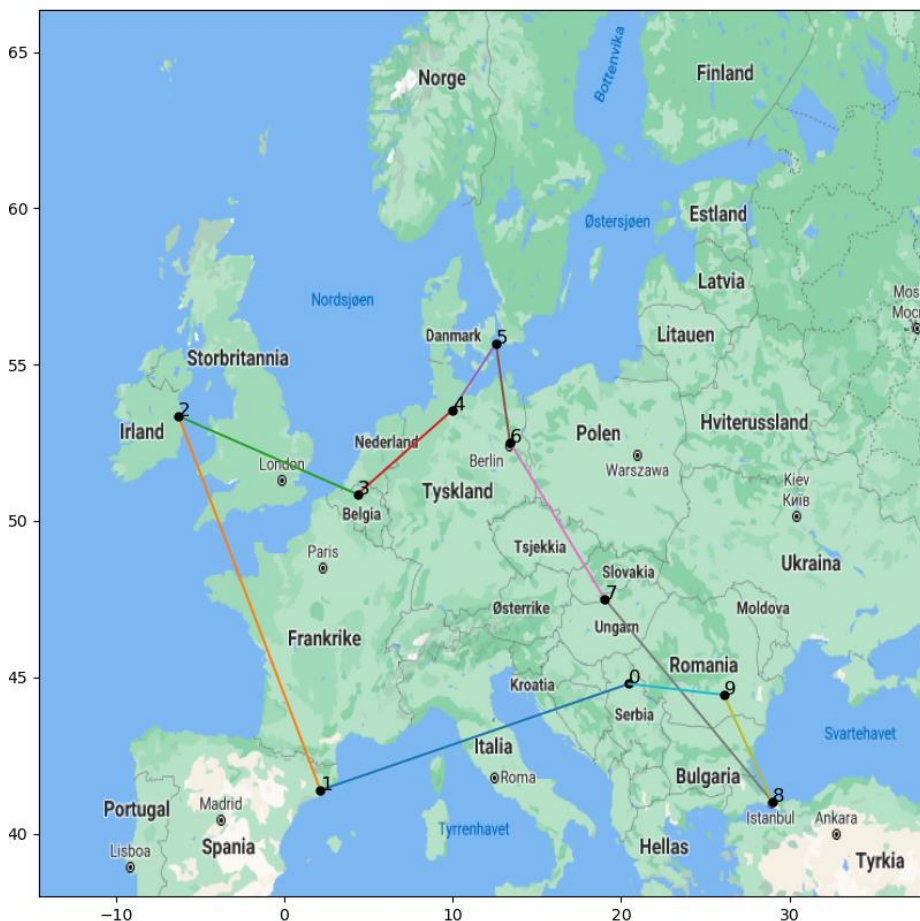 65
Norge
Bottenvika
Finland
60
Østersjøen
Estland
Latvia
Nordsjøen
Mos
Мос
Danmark
5
Litauen
Storbritannia
55
2
4
Irland
Nederland
6
Polen
Hviterussland
London
Berlin
Warszawa
3
Tyskland
Kiev
Київ
50
Belgia
Paris
Tsjekkia
Ukraina
Slovakia
7
Østerrike
Moldova
Frankrike
Ungarn
45
Kroatia
0
Romania
9
Serbia
Svartehavet
Italia
1
Roma
Bulgaria
8
Portugal
Madrid
Tyrrenhavet
Istanbul
Ankara
40
Lisboa
Spania
Hellas
Tyrkia
−10
0
10
20
30